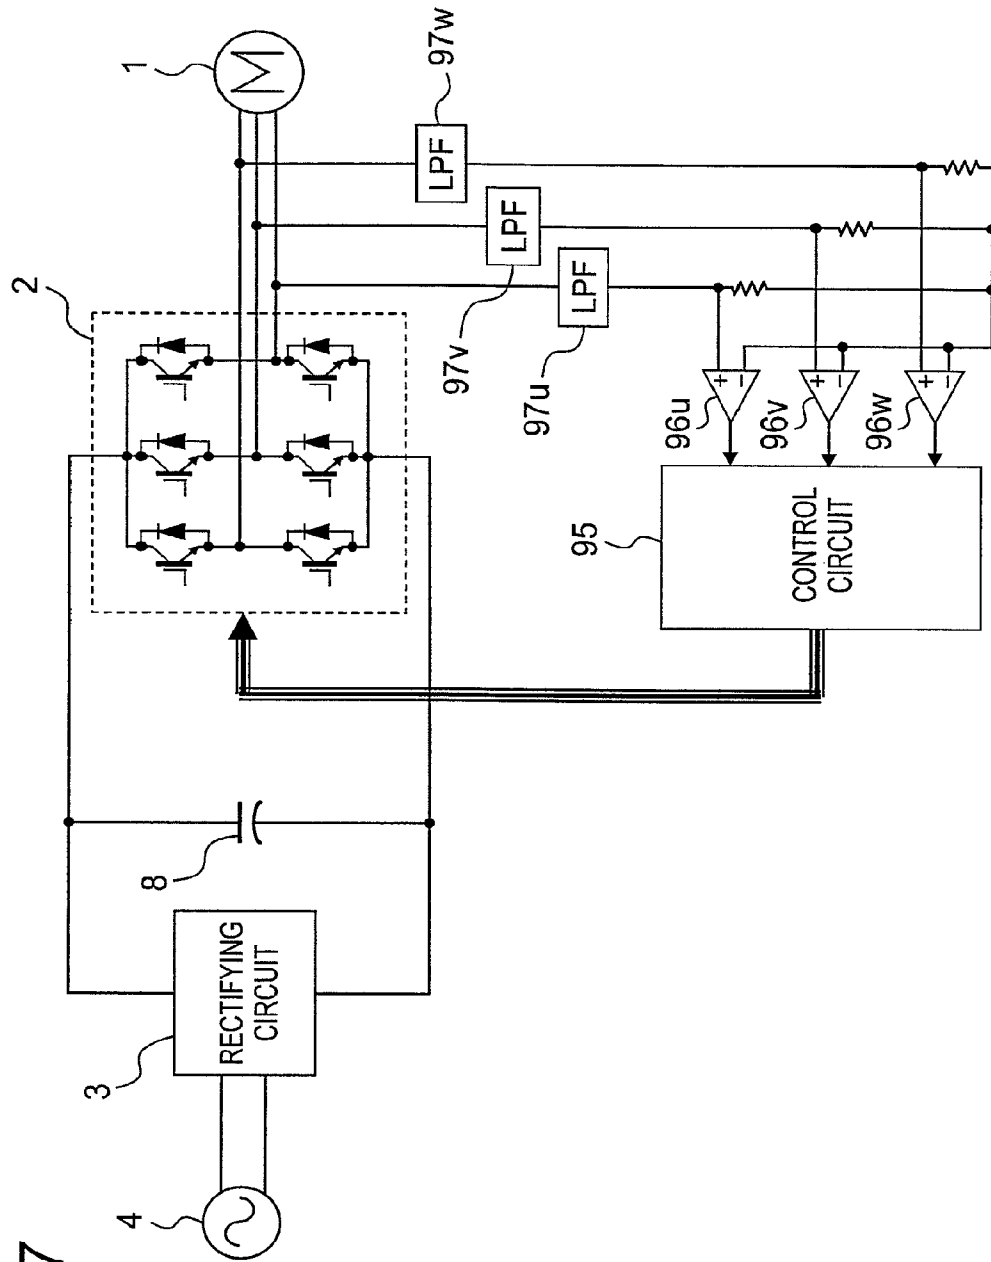 7
4
3
RECTIFYING
CIRCUIT
8
2
1
M
97w
LPF
97v
LPF
97u
LPF
96u
+
−
96v
+
−
96w
+
−
95
CONTROL
CIRCUIT